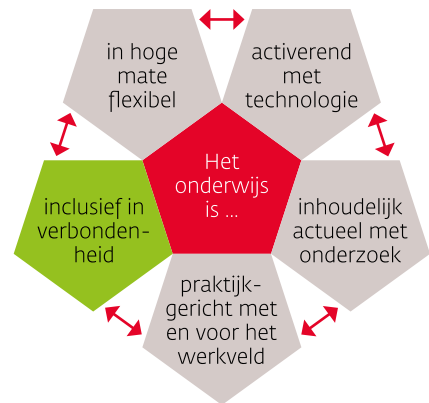 in hoge
mate
flexibel
activerend
met
technologie
Het
onderwijs
is ...
inclusief in
verbonden-
heid
inhoudelijk
actueel met
onderzoek
praktijk-
gericht met
en voor het
werkveld